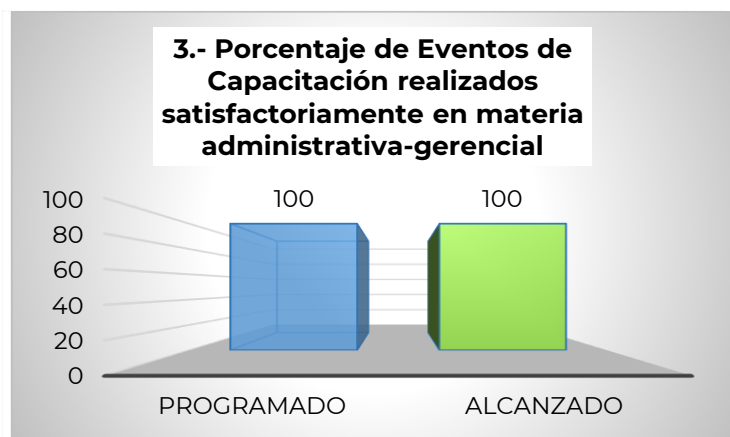 3.- Porcentaje de Eventos de
Capacitación realizados
satisfactoriamente en materia
administrativa-gerencial
100 100
100
80
60
40
20
0
PROGRAMADO ALCANZADO